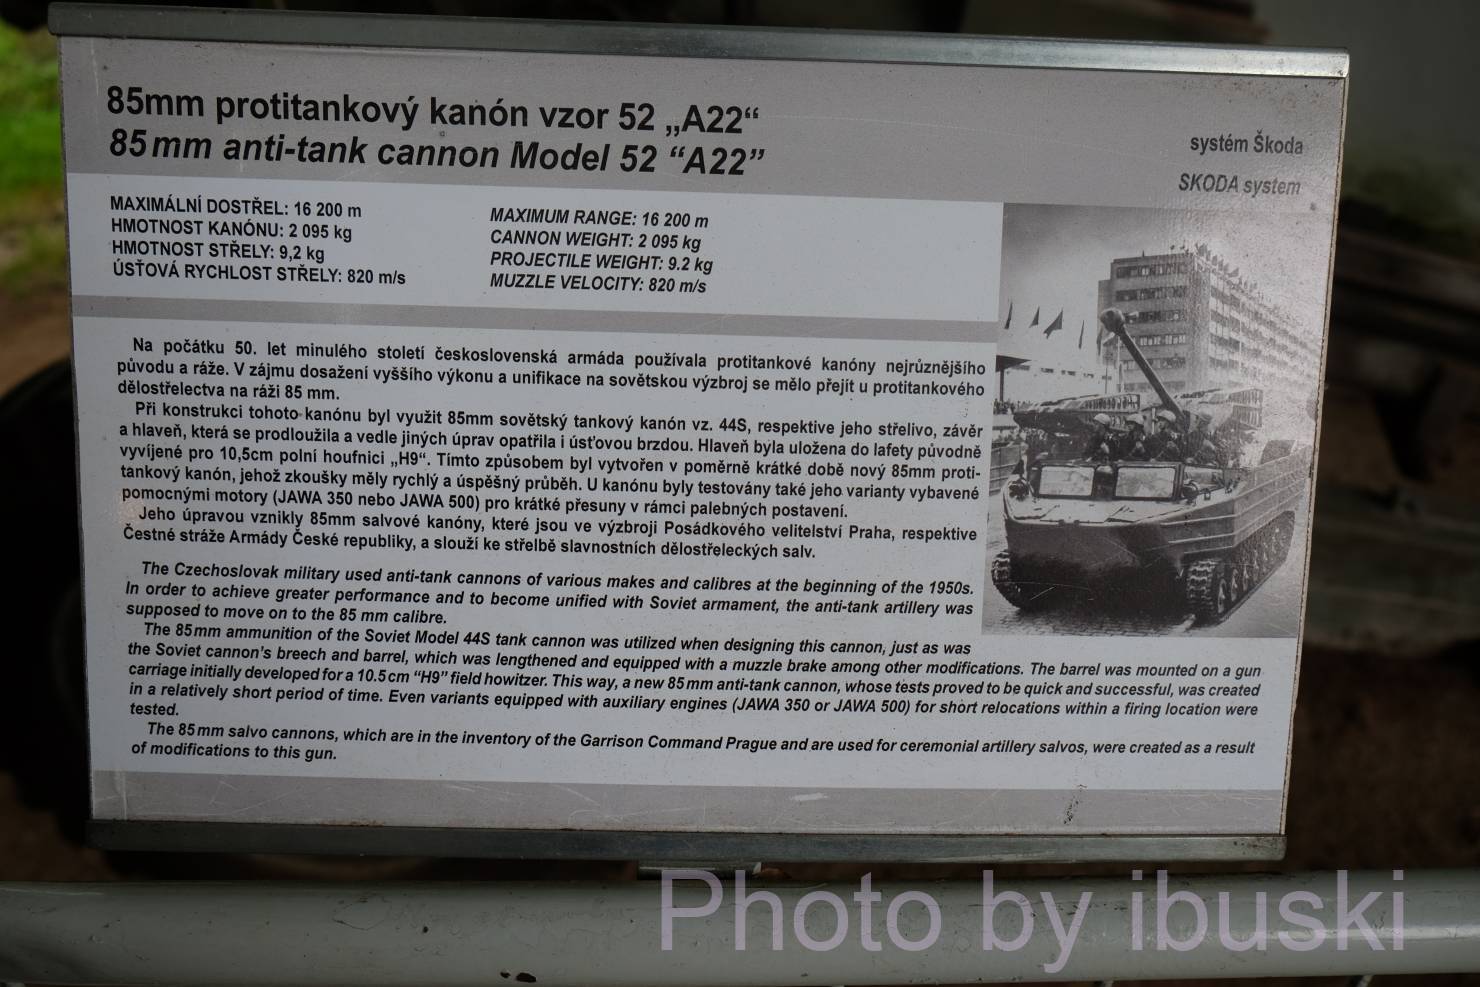 85mm protitankový kanón vzor 52 „A22“
85 mm anti-tank cannon Model 52 “A22”
systém Škoda
SKODA system
MAXIMÁLNÍ DOSTŘEL: 16 200 m
HMOTNOST KANÓNU: 2 095 kg
HMOTNOST STŘELY: 9,2 kg
ÚSŤOVÁ RYCHLOST STŘELY: 820 m/s
MAXIMUM RANGE: 16 200 m
CANNON WEIGHT: 2 095 kg
PROJECTILE WEIGHT: 9.2 kg
MUZZLE VELOCITY: 820 m/s
Na počátku 50. let minulého století československá armáda používala protitankové kanóny nejrůznějšího
původu a ráže. V zájmu dosažení vyššího výkonu a unifikace na sovětskou výzbroj se mělo přejít u protitankového
dělostřelectva na ráži 85 mm.
Při konstrukci tohoto kanónu byl využit 85mm sovětský tankový kanón vz. 44S, respektive jeho střelivo, závěr
a hlaveň, která se prodloužila a vedle jiných úprav opatřila i úsťovou brzdou. Hlaveň byla uložena do lafety původně
vyvíjené pro 10,5cm polní houfnici „H9“. Tímto způsobem byl vytvořen v poměrně krátké době nový 85mm proti-
tankový kanón, jehož zkoušky měly rychlý a úspěšný průběh. U kanónu byly testovány také jeho varianty vybavené
pomocnými motory (JAWA 350 nebo JAWA 500) pro krátké přesuny v rámci palebných postavení.
Jeho úpravou vznikly 85mm salvové kanóny, které jsou ve výzbroji Posádkového velitelství Praha, respektive
Čestné stráže Armády České republiky, a slouží ke střelbě slavnostních dělostřeleckých salv.
The Czechoslovak military used anti-tank cannons of various makes and calibres at the beginning of the 1950s.
In order to achieve greater performance and to become unified with Soviet armament, the anti-tank artillery was
supposed to move on to the 85 mm calibre.
The 85 mm ammunition of the Soviet Model 44S tank cannon was utilized when designing this cannon, just as was
the Soviet cannon’s breech and barrel, which was lengthened and equipped with a muzzle brake among other modifications. The barrel was mounted on a gun
carriage initially developed for a 10.5 cm “H9” field howitzer. This way, a new 85 mm anti-tank cannon, whose tests proved to be quick and successful, was created
in a relatively short period of time. Even variants equipped with auxiliary engines (JAWA 350 or JAWA 500) for short relocations within a firing location were
tested.
The 85 mm salvo cannons, which are in the inventory of the Garrison Command Prague and are used for ceremonial artillery salvos, were created as a result
of modifications to this gun.
Photo by ibuski